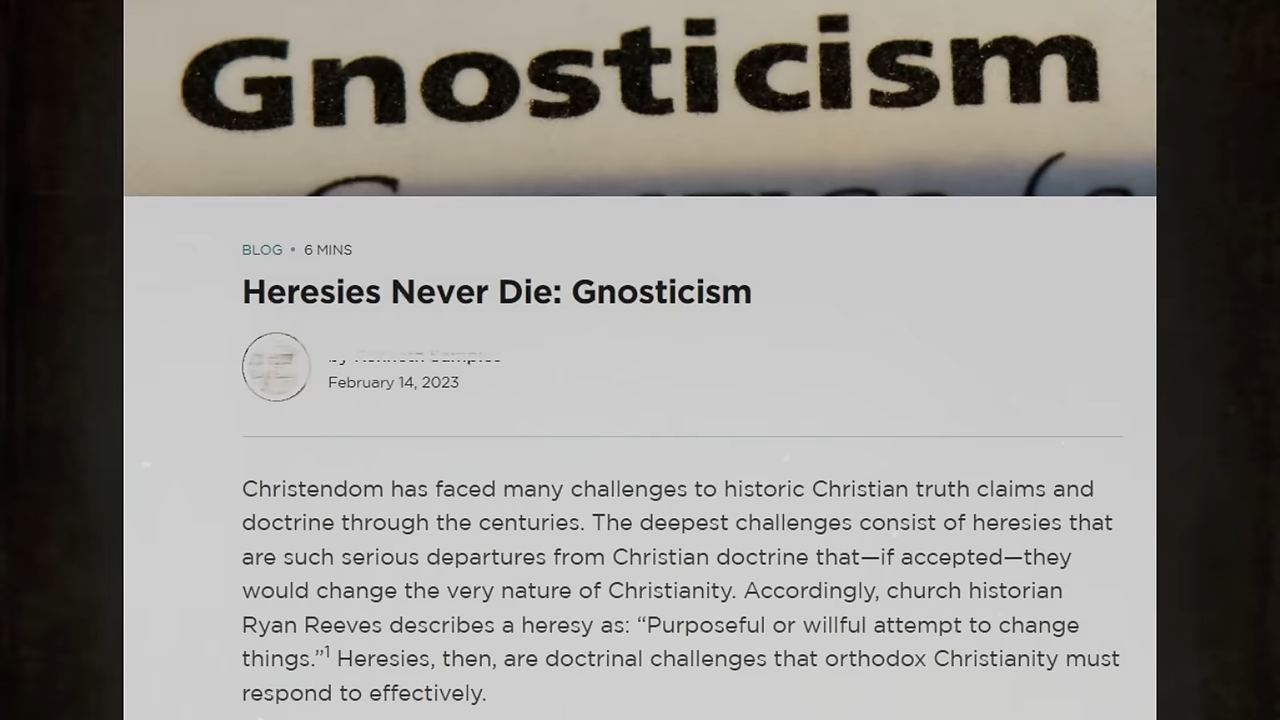 Gnosticism
BLOG • 6 MINS
Heresies Never Die: Gnosticism
February 14, 2023
Christendom has faced many challenges to historic Christian truth claims and
doctrine through the centuries. The deepest challenges consist of heresies that
are such serious departures from Christian doctrine that—if accepted—they
would change the very nature of Christianity. Accordingly, church historian
Ryan Reeves describes a heresy as: “Purposeful or willful attempt to change
things.”1 Heresies, then, are doctrinal challenges that orthodox Christianity must
respond to effectively.